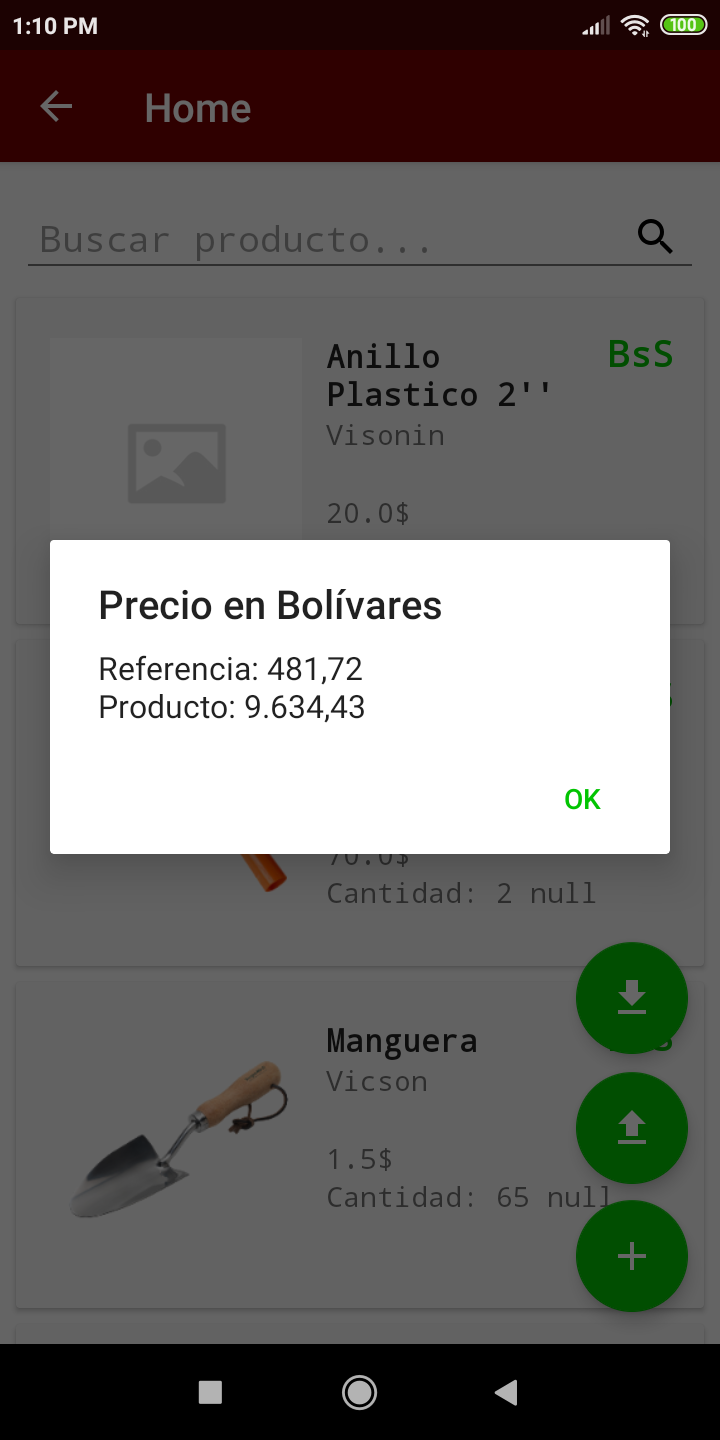 1:10 PM
100
Home
Buscar producto...
Anillo
Plastico 2''
BsS
Visonin
20.0$
Precio en Bolívares
Referencia: 481,72
Producto: 9.634,43
OK
70.0$
Cantidad: 2 null
Manguera
Vicson
1.5$
Cantidad: 65 null